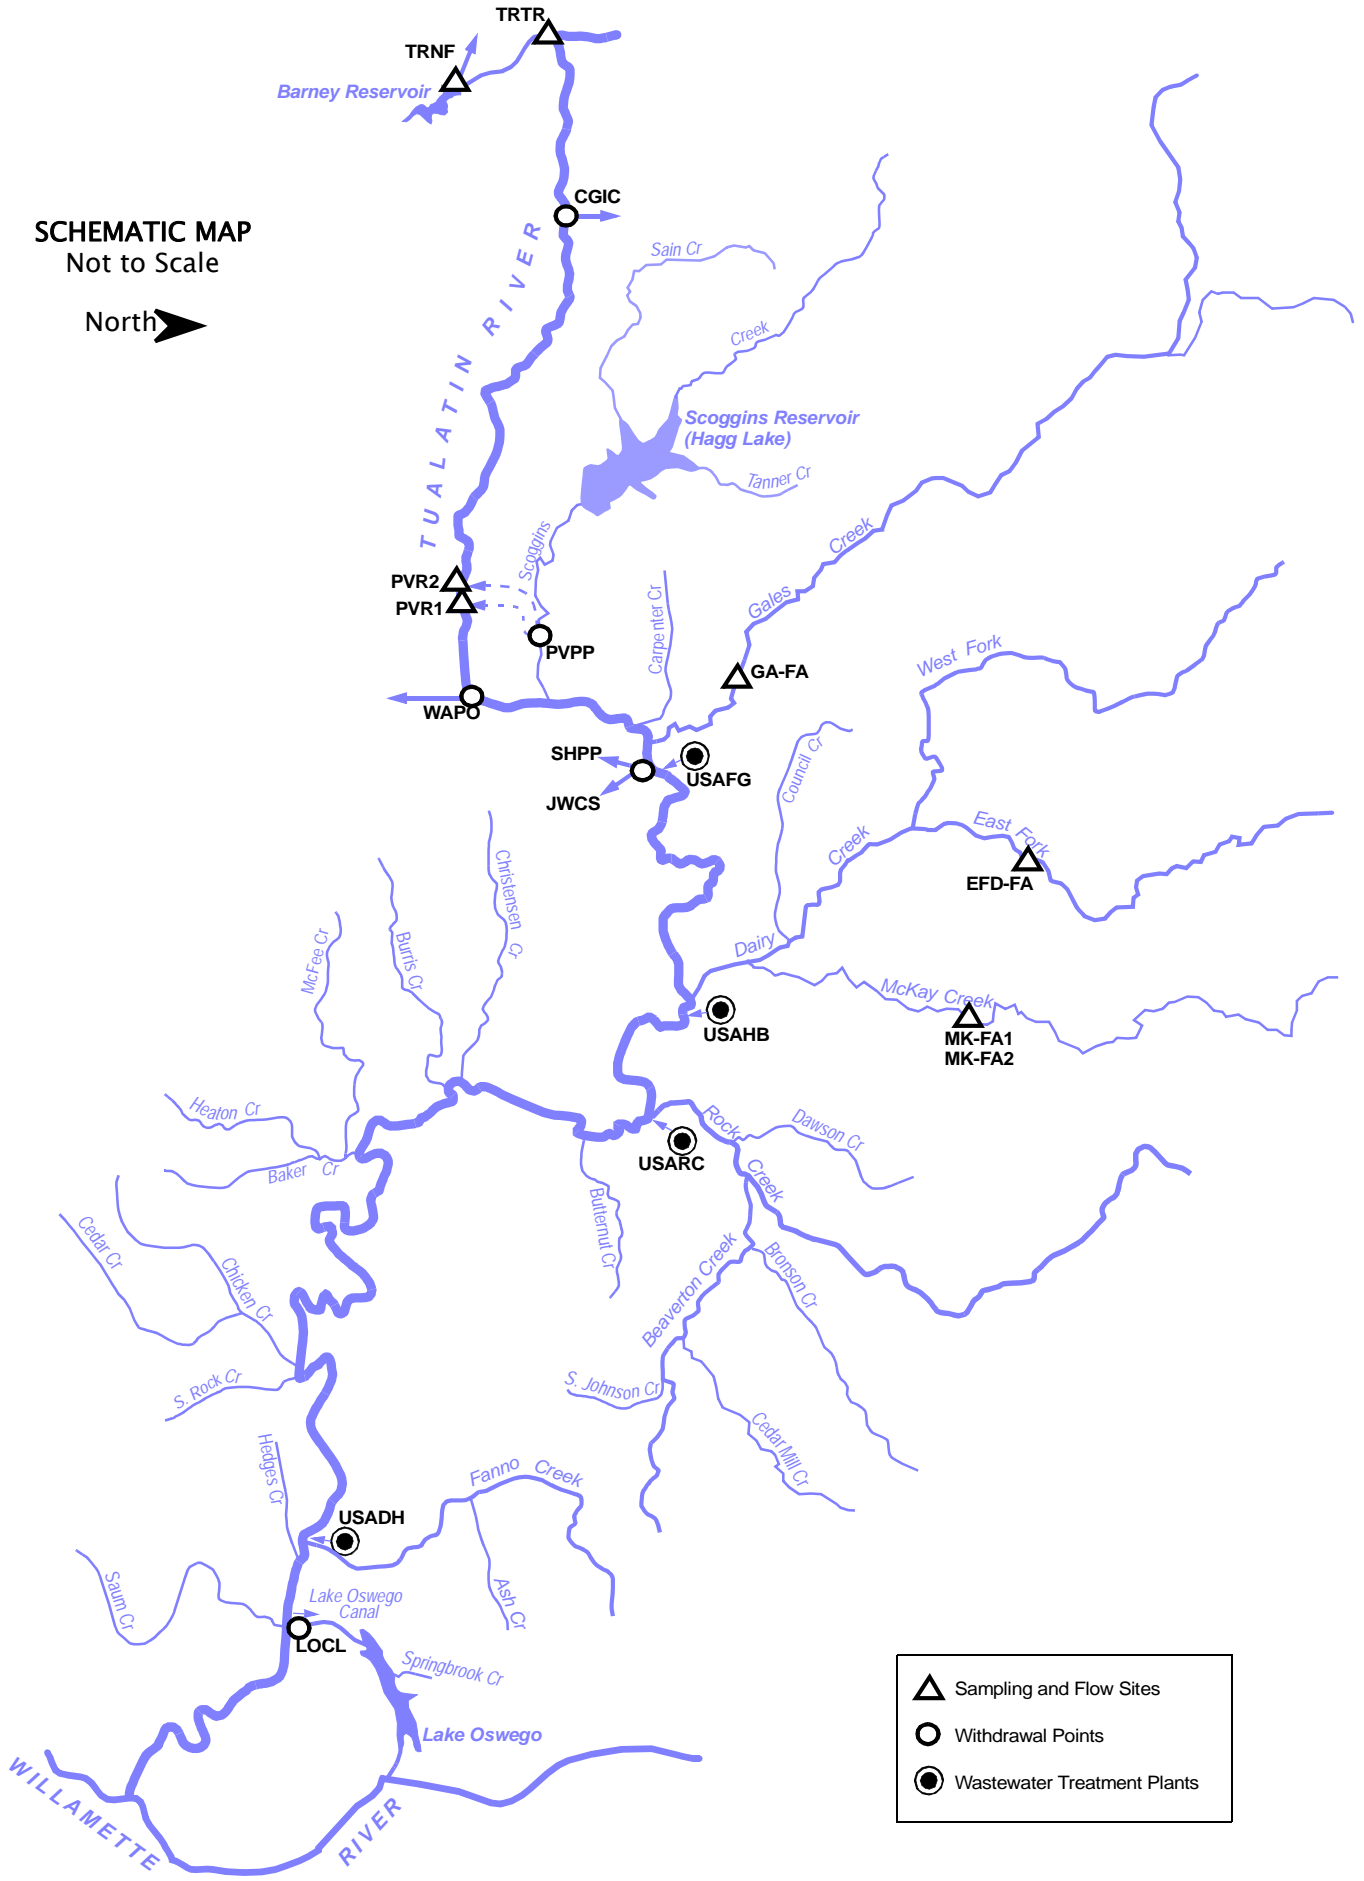 TRTR
TRNF
Barney Reservoir
CGIC
SCHEMATIC MAP
Not to Scale
North
TUALATIN RIVER
Sain Cr
Creek
Scoggins Reservoir
(Hagg Lake)
Tanner Cr
Scoggins
Gales Creek
PVR2
PVR1
PVPP
Carpenter Cr
GA-FA
West Fork
WAPO
SHPP
JWCS
USAFG
Council Cr
East Fork
EFD-FA
Dairy Creek
Christensen Cr
Burris Cr
McFee Cr
McKay Creek
MK-FA1
MK-FA2
USAHB
Heaton Cr
Baker Cr
Rock Creek
Dawson Cr
USARC
Butternut Cr
Cedar Cr
Chicken Cr
Beaverton Creek
Bronson Cr
S. Rock Cr
S. Johnson Cr
Cedar Mill Cr
Hedges Cr
Fanno Creek
USADH
Ash Cr
Saum Cr
Lake Oswego
Canal
LOCL
Springbrook Cr
Lake Oswego
WILLAMETTE RIVER
Sampling and Flow Sites
Withdrawal Points
Wastewater Treatment Plants